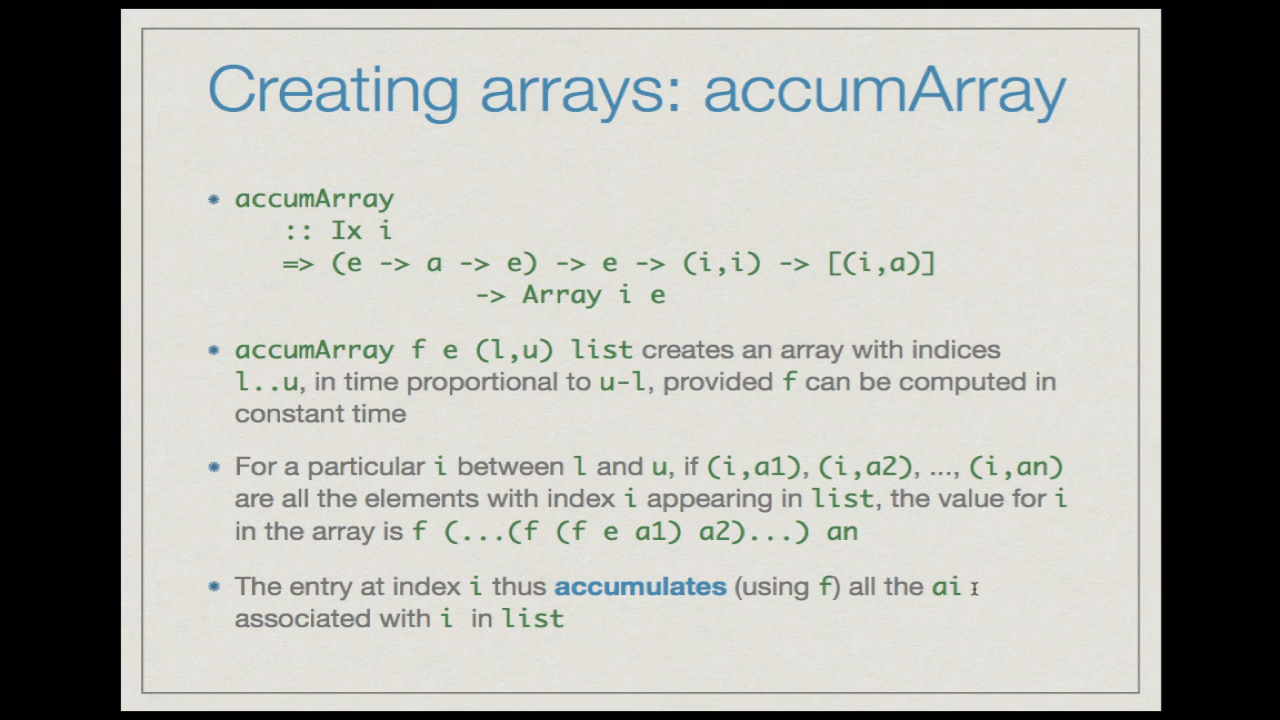 Creating arrays: accumArray
accumArray
:: Ix i
=> (e -> a -> e) -> e -> (i,i) -> [(i,a)]
-> Array i e
accumArray f e (l,u) list creates an array with indices
l..u, in time proportional to u-l, provided f can be computed in
constant time
For a particular i between l and u, if (i,a1), (i,a2), ..., (i,an)
are all the elements with index i appearing in list, the value for i
in the array is f (...(f (f e a1) a2)...) an
The entry at index i thus accumulates (using f) all the ai
associated with i in list